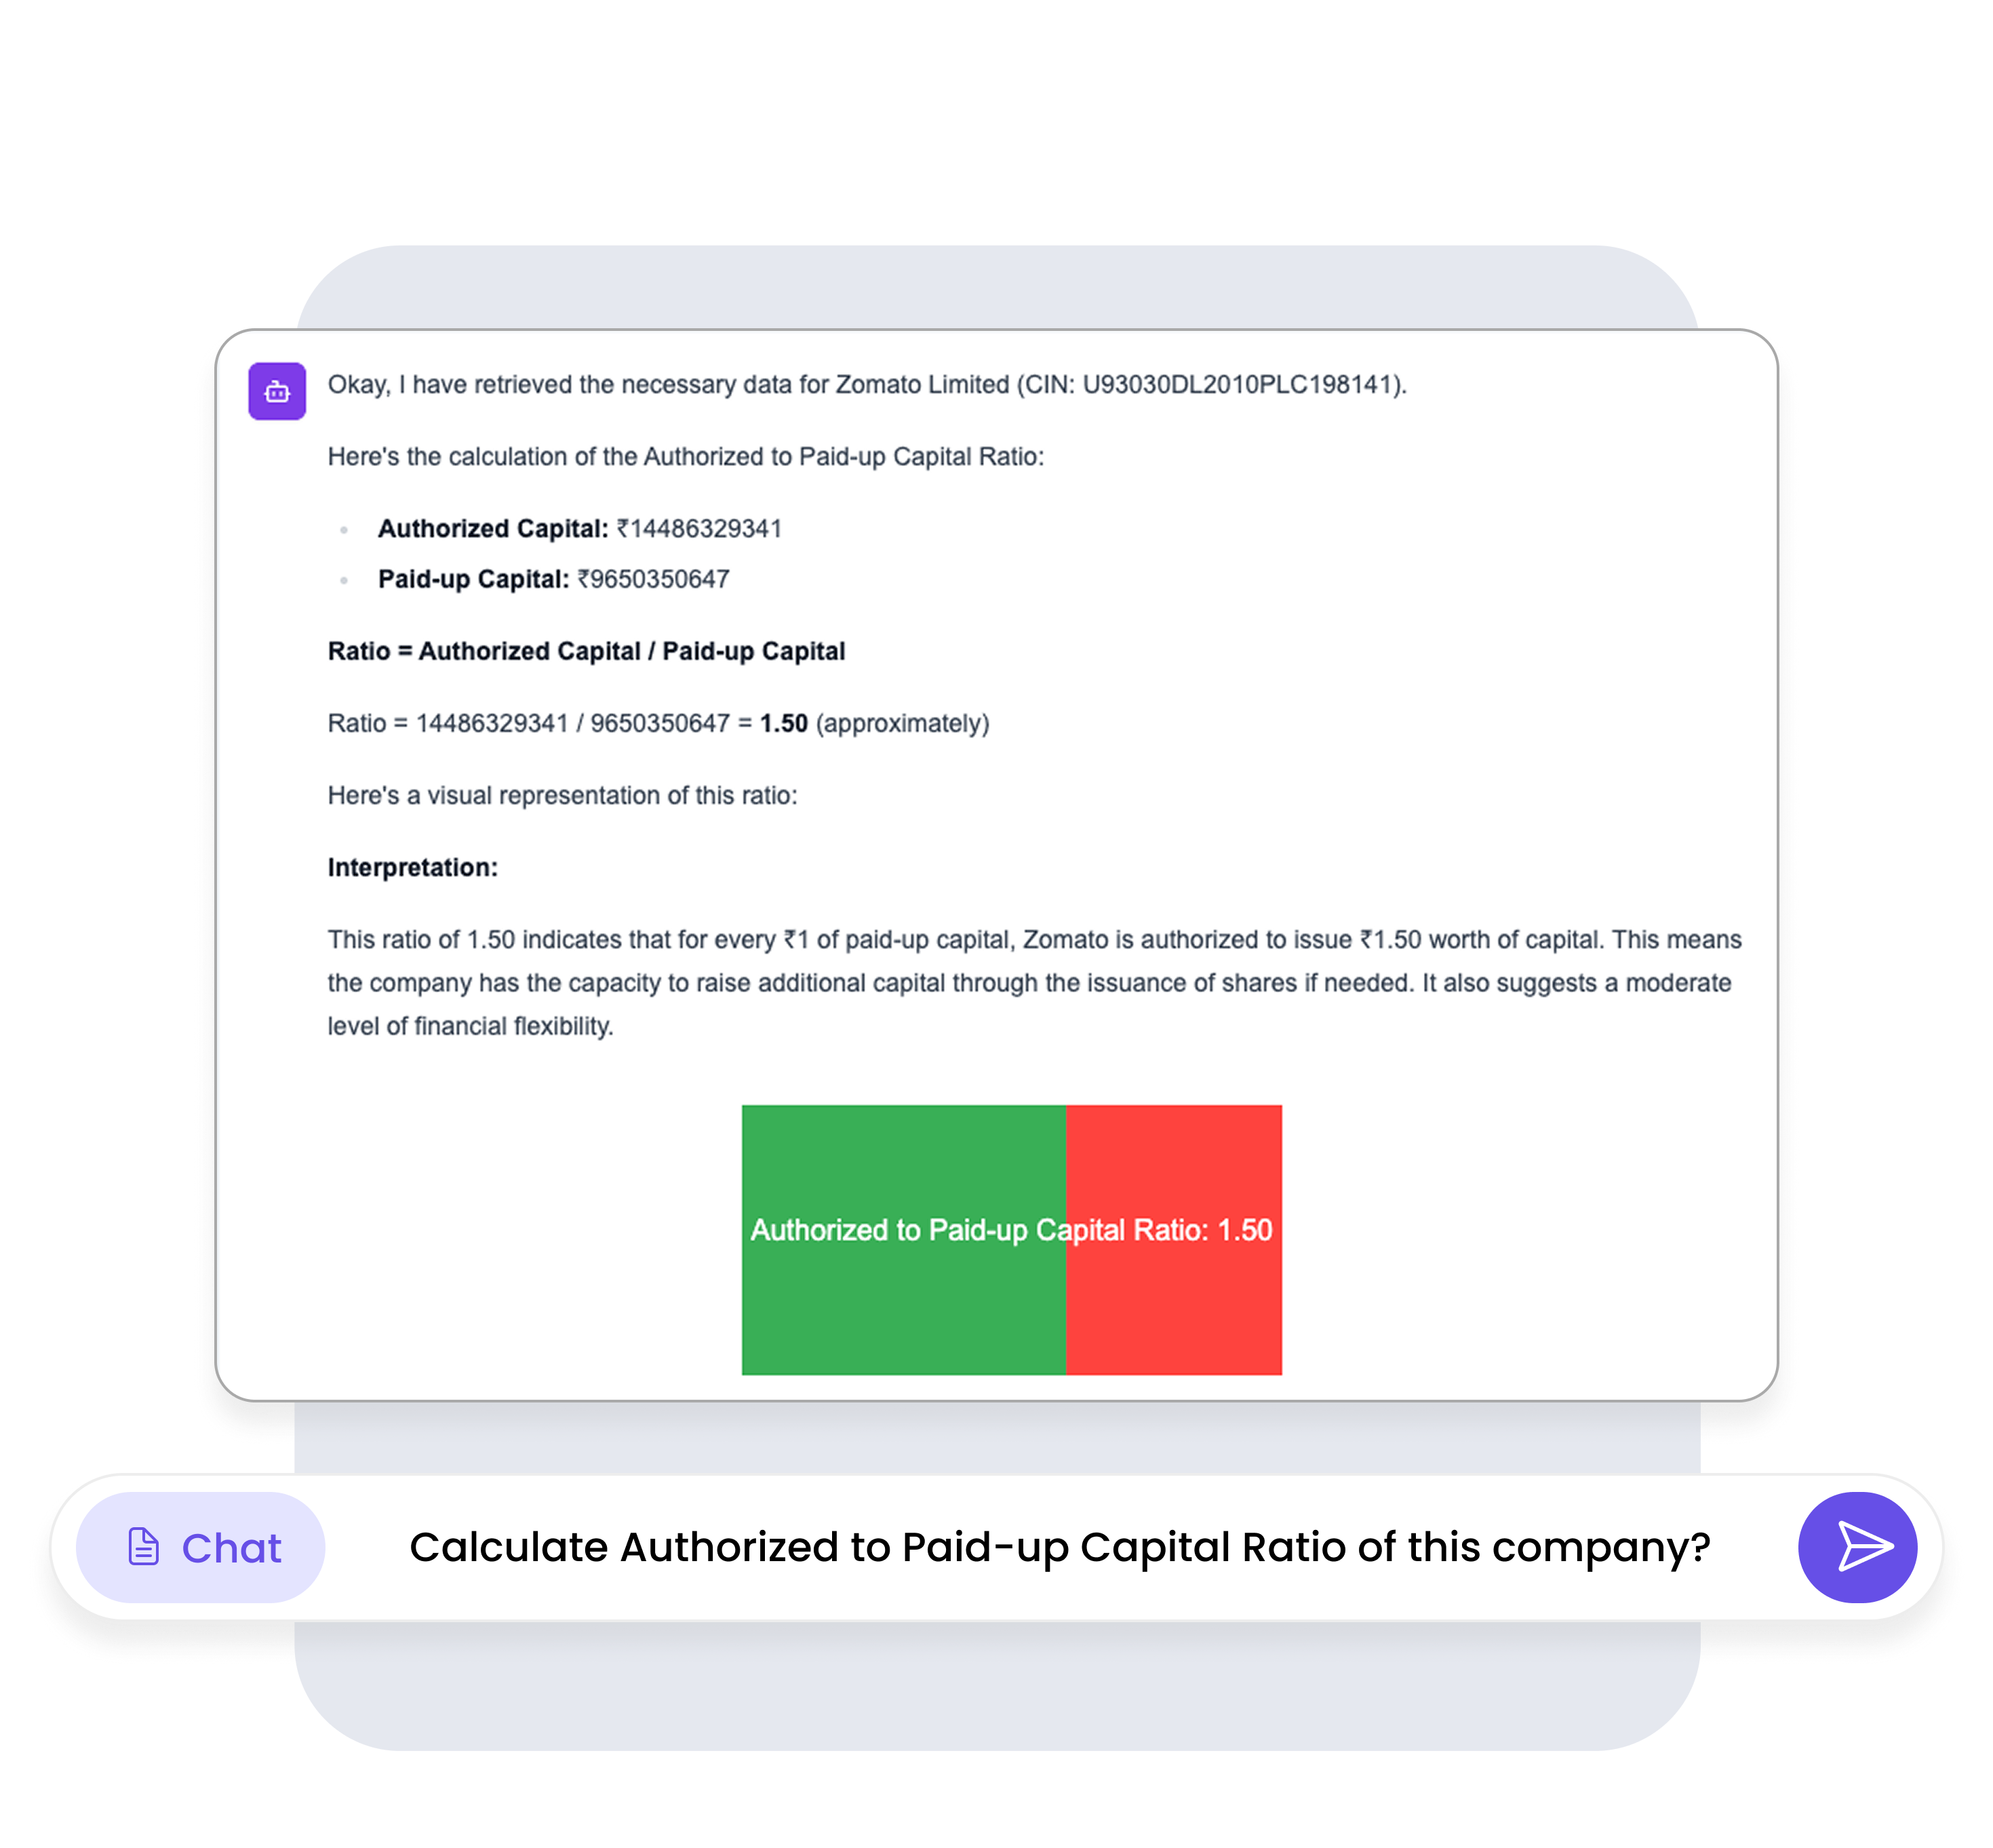 Okay, I have retrieved the necessary data for Zomato Limited (CIN: U93030DL2010PLC198141).
Here's the calculation of the Authorized to Paid-up Capital Ratio:
Authorized Capital: ₹14486329341
Paid-up Capital: ₹9650350647
Ratio = Authorized Capital / Paid-up Capital
Ratio = 14486329341 / 9650350647 = 1.50 (approximately)
Here's a visual representation of this ratio:
Interpretation:
This ratio of 1.50 indicates that for every ₹1 of paid-up capital, Zomato is authorized to issue ₹1.50 worth of capital. This means
the company has the capacity to raise additional capital through the issuance of shares if needed. It also suggests a moderate
level of financial flexibility.
Authorized to Paid-up Capital Ratio: 1.50
Chat
Calculate Authorized to Paid-up Capital Ratio of this company?